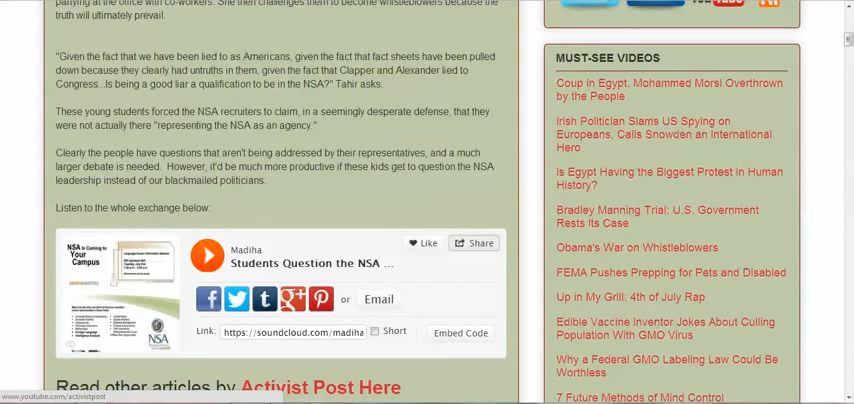 partying at the office with co-workers. She then challenges them to become whistleblowers because the
truth will ultimately prevail.
"Given the fact that we have been lied to as Americans, given the fact that fact sheets have been pulled
down because they clearly had untruths in them, given the fact that Clapper and Alexander lied to
Congress...Is being a good liar a qualification to be in the NSA?" Tahir asks.
These young students forced the NSA recruiters to claim, in a seemingly desperate defense, that they
were not actually there "representing the NSA as an agency."
Clearly the people have questions that aren't being addressed by their representatives, and a much
larger debate is needed.  However, it'd be much more productive if these kids get to question the NSA
leadership instead of our blackmailed politicians.
Listen to the whole exchange below:
NSA is Coming to
Your
Campus
NSA
Madiha
Students Question the NSA ...
Like
Share
or
Email
Link:
https://soundcloud.com/madiha
Short
Embed Code
Read other articles by Activist Post Here
www.youtube.com/activistpost
MUST-SEE VIDEOS
Coup in Egypt, Mohammed Morsi Overthrown
by the People
Irish Politician Slams US Spying on
Europeans, Calls Snowden an International
Hero
Is Egypt Having the Biggest Protest in Human
History?
Bradley Manning Trial: U.S. Government
Rests Its Case
Obama's War on Whistleblowers
FEMA Pushes Prepping for Pets and Disabled
Up in My Grill: 4th of July Rap
Edible Vaccine Inventor Jokes About Culling
Population With GMO Virus
Why a Federal GMO Labeling Law Could Be
Worthless
7 Future Methods of Mind Control